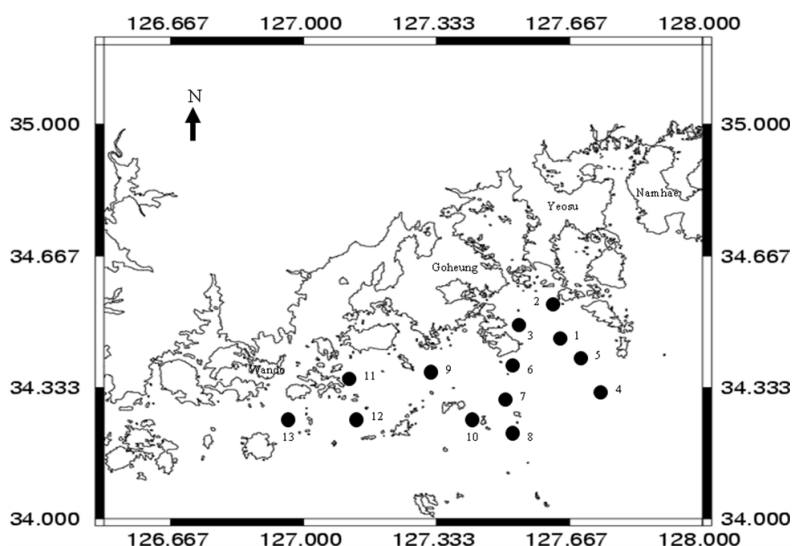 126.667 127.000 127.333 127.667 128.000
N
35.000 35.000
Namhae
Yeosu
34.667 34.667
Goheung
2
3 1
5
Wando 11 9 6
34.333 34.333
7 4
13 12 10 8
34.000 34.000
126.667 127.000 127.333 127.667 128.000